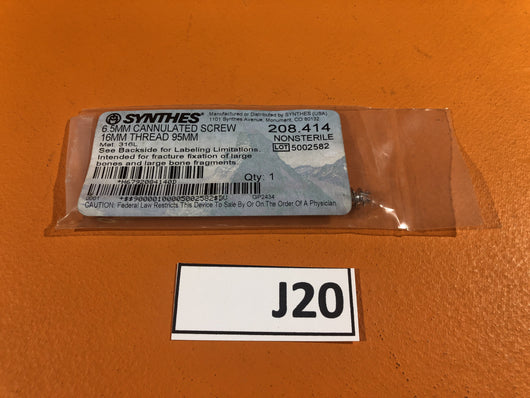 SYNTHES®
Manufactured or Distributed by SYNTHES (USA)
1101 Synthes Avenue, Monument, CO 80132
6.5MM CANNULATED SCREW
16MM THREAD 95MM
208.414
NONSTERILE
Mat. 316L
LOT 5002582
See Backside for Labeling Limitations.
Intended for fracture fixation of large
bones and large bone fragments.
Qty: 1
0001
GP2434
CAUTION: Federal Law Restricts This Device To Sale By Or On The Order Of A Physician.
J20